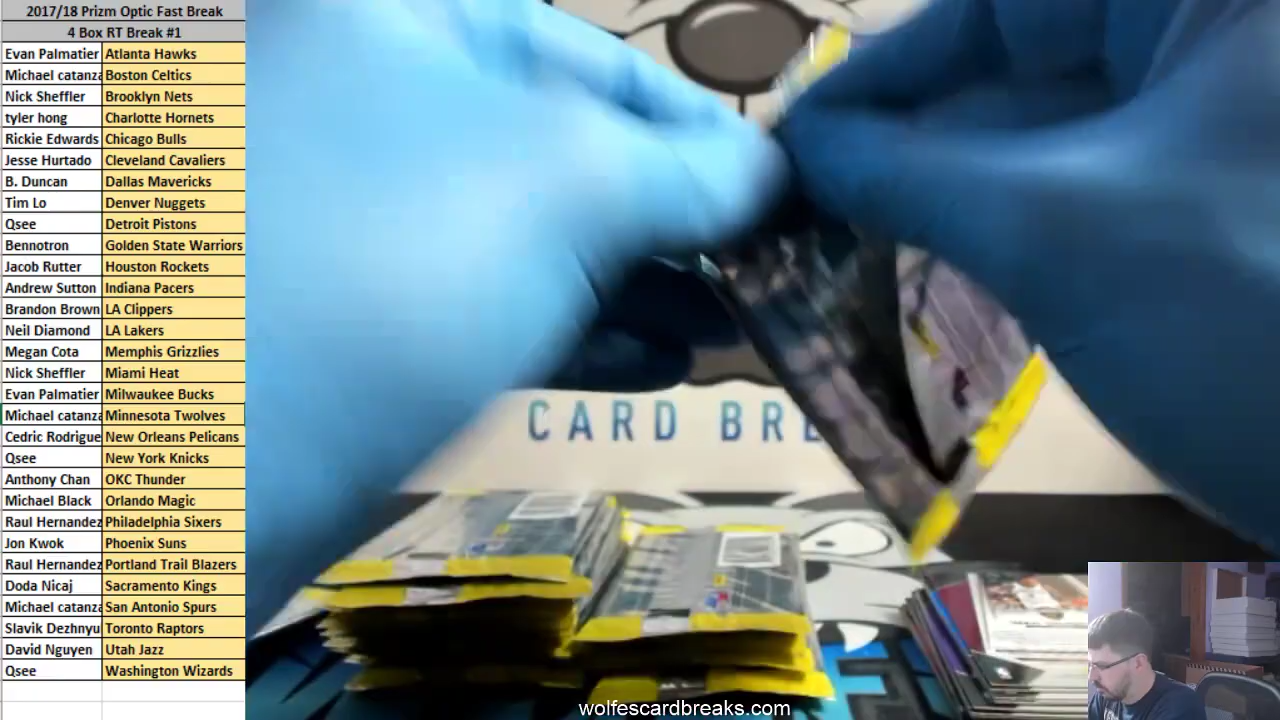 2017/18 Prizm Optic Fast Break
4 Box RT Break #1
Evan Palmatier Atlanta Hawks
Michael catanza Boston Celtics
Nick Sheffler Brooklyn Nets
tyler hong Charlotte Hornets
Rickie Edwards Chicago Bulls
Jesse Hurtado Cleveland Cavaliers
B. Duncan Dallas Mavericks
Tim Lo Denver Nuggets
Qsee Detroit Pistons
Bennotron Golden State Warriors
Jacob Rutter Houston Rockets
Andrew Sutton Indiana Pacers
Brandon Brown LA Clippers
Neil Diamond LA Lakers
Megan Cota Memphis Grizzlies
Nick Sheffler Miami Heat
Evan Palmatier Milwaukee Bucks
Michael catanza Minnesota Twolves
Cedric Rodrigue New Orleans Pelicans
Qsee New York Knicks
Anthony Chan OKC Thunder
Michael Black Orlando Magic
Raul Hernandez Philadelphia Sixers
Jon Kwok Phoenix Suns
Raul Hernandez Portland Trail Blazers
Doda Nicaj Sacramento Kings
Michael catanza San Antonio Spurs
Slavik Dezhnyu Toronto Raptors
David Nguyen Utah Jazz
Qsee Washington Wizards
CARD BRE
wolfescardbreaks.com